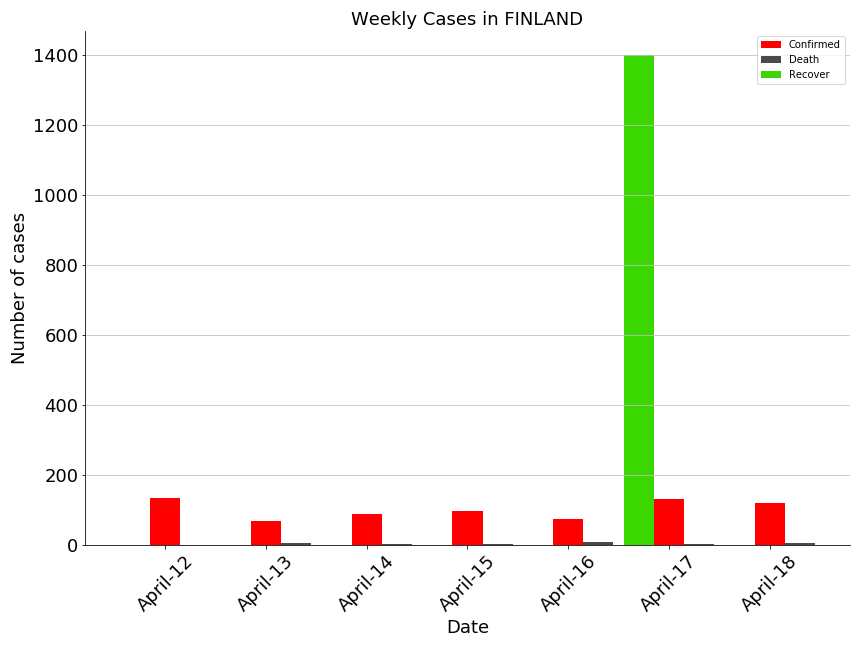 Weekly Cases in FINLAND
Confirmed
Death
Recover
Number of cases
1400
1200
1000
800
600
400
200
0
April-12
April-13
April-14
April-15
April-16
April-17
April-18
Date